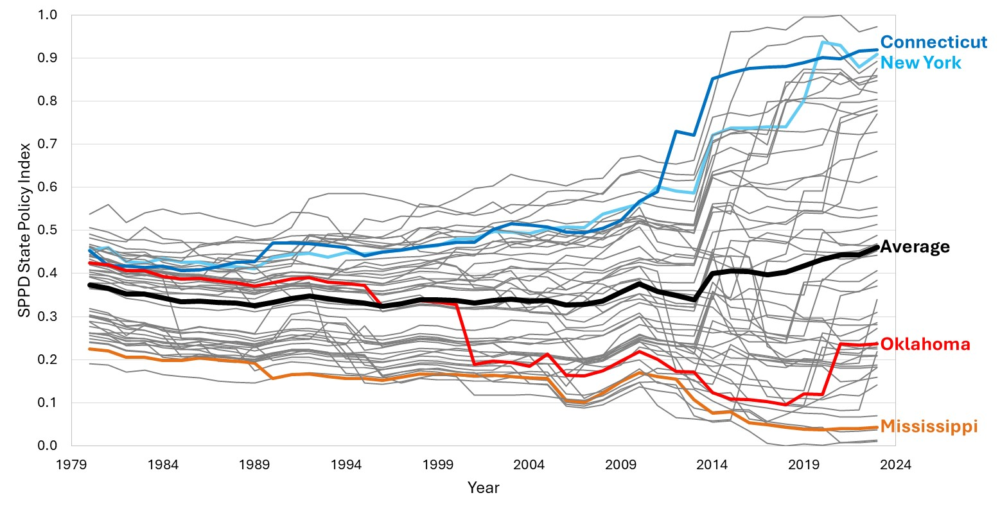 1.0
0.9
0.8
0.7
0.6
0.5
0.4
0.3
0.2
0.1
0.0
SPPD State Policy Index
1979 1984 1989 1994 1999 2004 2009 2014 2019 2024
Year
Connecticut
New York
Average
Oklahoma
Mississippi